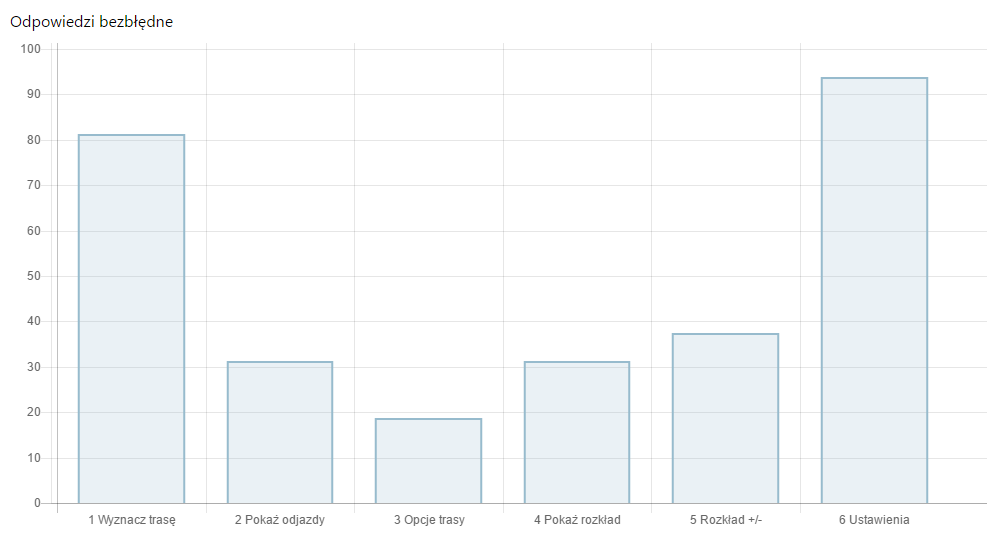 Odpowiedzi bezbłędne
100
90
80
70
60
50
40
30
20
10
0
1 Wyznacz trasę
2 Pokaż odjazdy
3 Opcje trasy
4 Pokaż rozkład
5 Rozkład +/-
6 Ustawienia